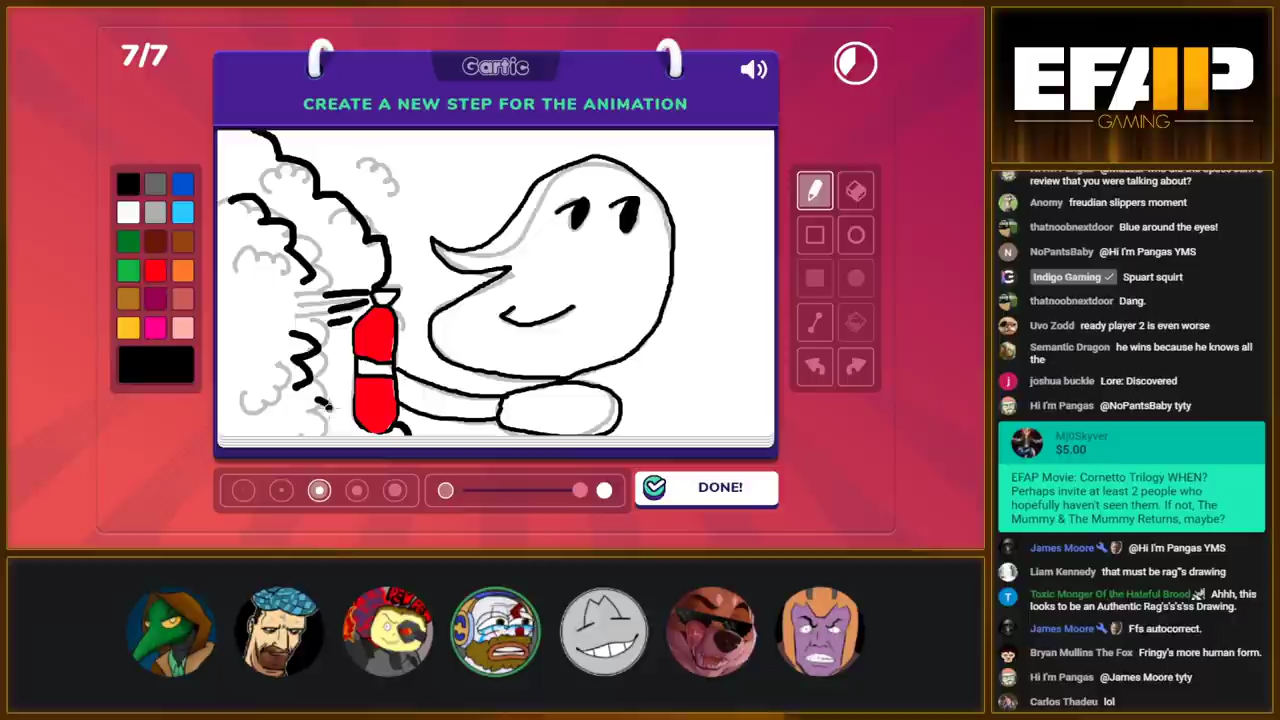 7/7
Gartic
CREATE A NEW STEP FOR THE ANIMATION
DONE!
EFAP
GAMING
review that you were talking about?
Anomy freudian slippers moment
thatnoobnextdoor Blue around the eyes!
NoPantsBaby @Hi I'm Pangas YMS
Indigo Gaming ✓ Spuart squirt
thatnoobnextdoor Dang.
Uvo Zodd ready player 2 is even worse
Semantic Dragon he wins because he knows all
the
joshua buckle Lore: Discovered
Hi I'm Pangas @NoPantsBaby tyty
Mj0Skyver
$5.00
EFAP Movie: Cornetto Trilogy WHEN?
Perhaps invite at least 2 people who
hopefully haven't seen them. If not, The
Mummy & The Mummy Returns, maybe?
James Moore @Hi I'm Pangas YMS
Liam Kennedy that must be rag"s drawing
Toxic Monger Of the Hateful Brood Ahhh, this
looks to be an Authentic Rag's's's'ss Drawing.
James Moore Ffs autocorrect.
Bryan Mullins The Fox Fringy's more human form.
Hi I'm Pangas @James Moore tyty
Carlos Thadeu lol